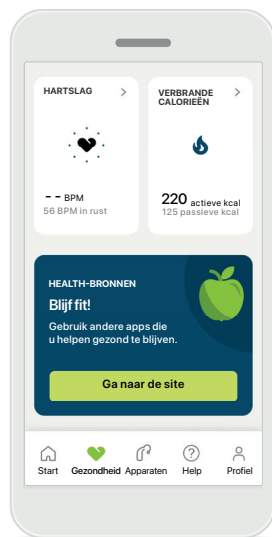 HARTSLAG
-- BPM
56 BPM in rust
VERBRANDE
CALORIEËN
220 actieve kcal
125 passieve kcal
HEALTH-BRONNEN
Blijf fit!
Gebruik andere apps die
u helpen gezond te blijven.
Ga naar de site
Start Gezondheid Apparaten Help Profiel